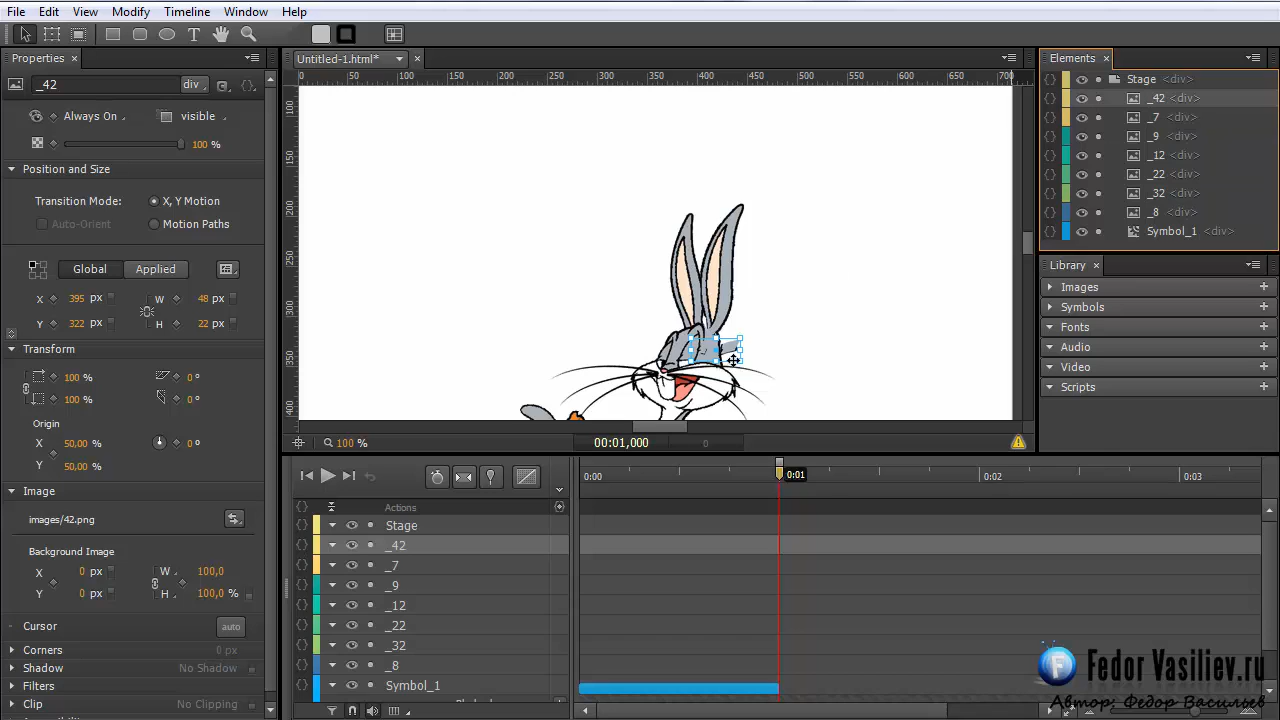 File Edit View Modify Timeline Window Help
Properties Untitled-1.html* Elements
_42 div
0 50 100 150 200 250 300 350 400 450 500 550 600 650 700
100 150 200 250 300 350 400
Always On visible
100 %
Position and Size
Transition Mode: X, Y Motion
Auto-Orient Motion Paths
Global Applied
X 395 px W 48 px
Y 322 px H 22 px
Transform
100 % 0 °
100 % 0 °
Origin
X 50,00 % 0 °
Y 50,00 %
Image
images/42.png
Background Image
X 0 px W 100,0
Y 0 px H 100,0 %
Cursor auto
Corners 0 px
Shadow No Shadow
Filters
Clip No Clipping
Stage <div>
_42 <div>
_7 <div>
_9 <div>
_12 <div>
_22 <div>
_32 <div>
_8 <div>
Symbol_1 <div>
Library
Images
Symbols
Fonts
Audio
Video
Scripts
100 % 00:01,000 0
0:00 0:01 0:02 0:03
Actions
Stage
_42
_7
_9
_12
_22
_32
_8
Symbol_1
Fedor Vasiliev.ru
Автор: Федор Васильев